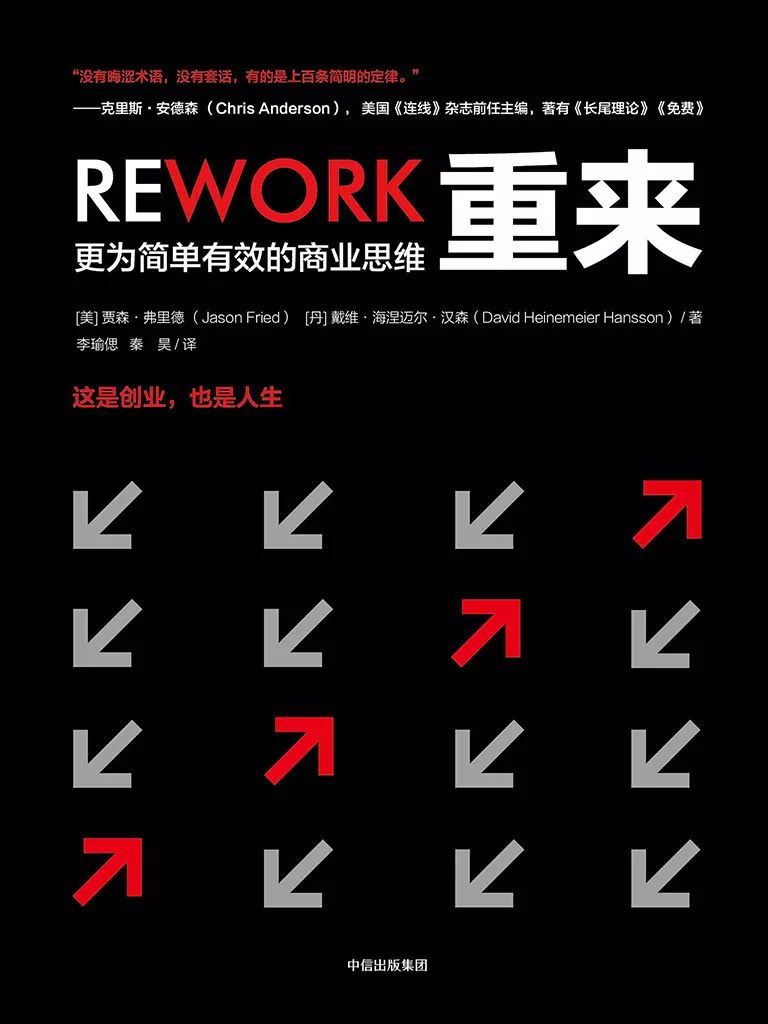 “没有晦涩术语，没有套话，有的是上百条简明的定律。”
——克里斯·安德森（Chris Anderson），美国《连线》杂志前任主编，著有《长尾理论》《免费》
REWORK 重来
更为简单有效的商业思维
[美] 贾森·弗里德（Jason Fried） [丹] 戴维·海涅迈尔·汉森（David Heinemeier Hansson）/ 著
李瑜偲 秦 昊 / 译
这是创业，也是人生
中信出版集团